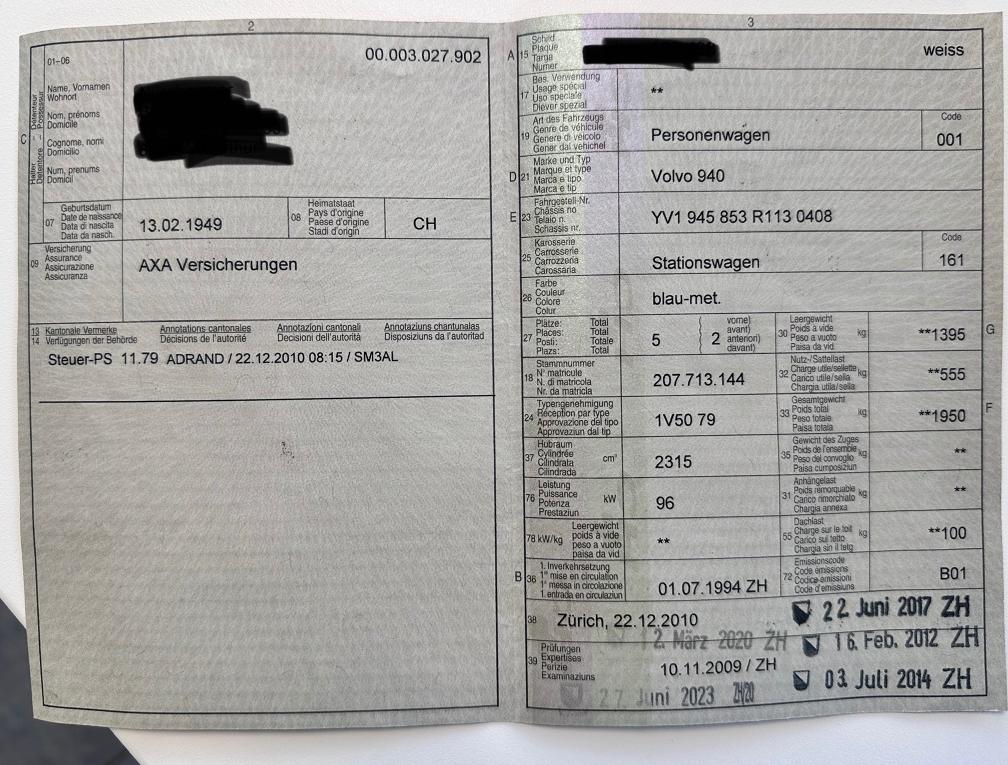 2
01-06
00.003.027.902
C
Halter Détenteur
Detentore Possessur
Name, Vornamen
Wohnort
Nom, prénoms
Domicile
Cognome, nomi
Domicilio
Num, prenums
Domicil
07
Geburtsdatum
Date de naissance
Data di nascita
Data da nasch.
13.02.1949
08
Heimatstaat
Pays d'origine
Paese d'origine
Stadi d'origin
CH
09
Versicherung
Assurance
Assicurazione
Assicuranza
AXA Versicherungen
13 Kantonale Vermerke Annotations cantonales Annotazioni cantonali Annotaziuns chantunalas
14 Verfügungen der Behörde Décisions de l'autorité Decisioni dell'autorità Disposiziuns da l'autoritad
Steuer-PS 11.79 ADRAND / 22.12.2010 08:15 / SM3AL
3
A 15
Schild
Plaque
Targa
Numer
weiss
17
Bes. Verwendung
Usage spécial
Uso speciale
Diever spezial
**
19
Art des Fahrzeugs
Genre de véhicule
Genere di veicolo
Gener dal vehichel
Personenwagen
Code
001
D 21
Marke und Typ
Marque et type
Marca e tipo
Marca e tip
Volvo 940
E 23
Fahrgestell-Nr.
Châssis no
Telaio n.
Schassis nr.
YV1 945 853 R113 0408
25
Karosserie
Carrosserie
Carrozzeria
Carossaria
Stationswagen
Code
161
26
Farbe
Couleur
Colore
Colur
blau-met.
27
Plätze: Total
Places: Total
Posti: Totale
Plazs: Total
5
2
vorne)
avant)
anteriori)
davant)
30
Leergewicht
Poids à vide
Peso a vuoto
Paisa da vid
kg
**1395
G
18
Stammnummer
N° matricule
N. di matricola
Nr. da matricla
207.713.144
32
Nutz-/Sattellast
Charge utile/sellette
Carico utile/sella
Chargia utila/sella
kg
**555
24
Typengenehmigung
Réception par type
Approvazione del tipo
Approvaziun dal tip
1V50 79
33
Gesamtgewicht
Poids total
Peso totale
Paisa totala
kg
**1950
F
37
Hubraum
Cylindrée
Cilindrata
Cilindrada
cm³
2315
35
Gewicht des Zuges
Poids de l'ensemble
Peso del convoglio
Paisa cumposiziun
kg
**
76
Leistung
Puissance
Potenza
Prestaziun
kW
96
31
Anhängelast
Poids remorquable
Carico rimorchiato
Chargia annexa
kg
**
78 kW/kg
Leergewicht
poids à vide
peso a vuoto
paisa da vid
**
55
Dachlast
Charge sur le toit
Carico sul tetto
Chargia sin il tetg
kg
**100
B 36
1. Inverkehrsetzung
1re mise en circulation
1a messa in circolazione
1. entrada en circulaziun
01.07.1994 ZH
72
Emissionscode
Code émissions
Codice emissioni
Code d'emissiuns
B01
38
Zürich, 22.12.2010
22. Juni 2017 ZH
12. März 2020 ZH
16. Feb. 2012 ZH
39
Prüfungen
Expertises
Perizie
Examinaziuns
10.11.2009 / ZH
03. Juli 2014 ZH
27. Juni 2023 ZH20